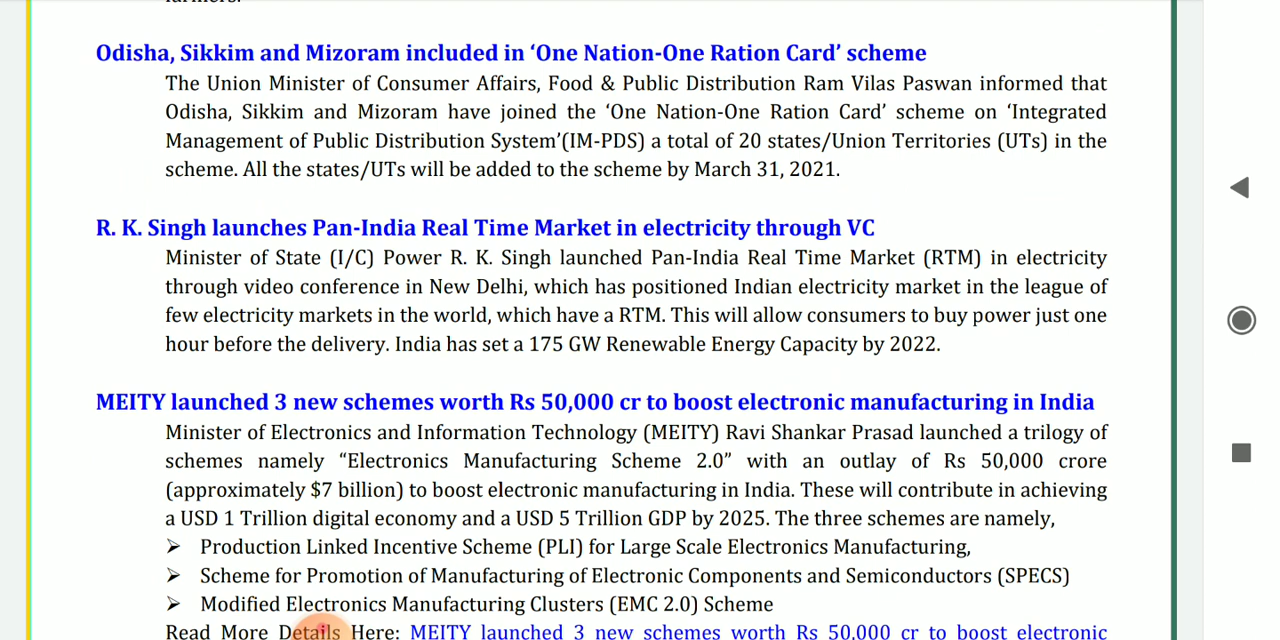 farmers.
Odisha, Sikkim and Mizoram included in ‘One Nation-One Ration Card’ scheme
The Union Minister of Consumer Affairs, Food & Public Distribution Ram Vilas Paswan informed that
Odisha, Sikkim and Mizoram have joined the ‘One Nation-One Ration Card’ scheme on ‘Integrated
Management of Public Distribution System’(IM-PDS) a total of 20 states/Union Territories (UTs) in the
scheme. All the states/UTs will be added to the scheme by March 31, 2021.
R. K. Singh launches Pan-India Real Time Market in electricity through VC
Minister of State (I/C) Power R. K. Singh launched Pan-India Real Time Market (RTM) in electricity
through video conference in New Delhi, which has positioned Indian electricity market in the league of
few electricity markets in the world, which have a RTM. This will allow consumers to buy power just one
hour before the delivery. India has set a 175 GW Renewable Energy Capacity by 2022.
MEITY launched 3 new schemes worth Rs 50,000 cr to boost electronic manufacturing in India
Minister of Electronics and Information Technology (MEITY) Ravi Shankar Prasad launched a trilogy of
schemes namely “Electronics Manufacturing Scheme 2.0” with an outlay of Rs 50,000 crore
(approximately $7 billion) to boost electronic manufacturing in India. These will contribute in achieving
a USD 1 Trillion digital economy and a USD 5 Trillion GDP by 2025. The three schemes are namely,
➢ Production Linked Incentive Scheme (PLI) for Large Scale Electronics Manufacturing,
➢ Scheme for Promotion of Manufacturing of Electronic Components and Semiconductors (SPECS)
➢ Modified Electronics Manufacturing Clusters (EMC 2.0) Scheme
Read More Details Here: MEITY launched 3 new schemes worth Rs 50,000 cr to boost electronic